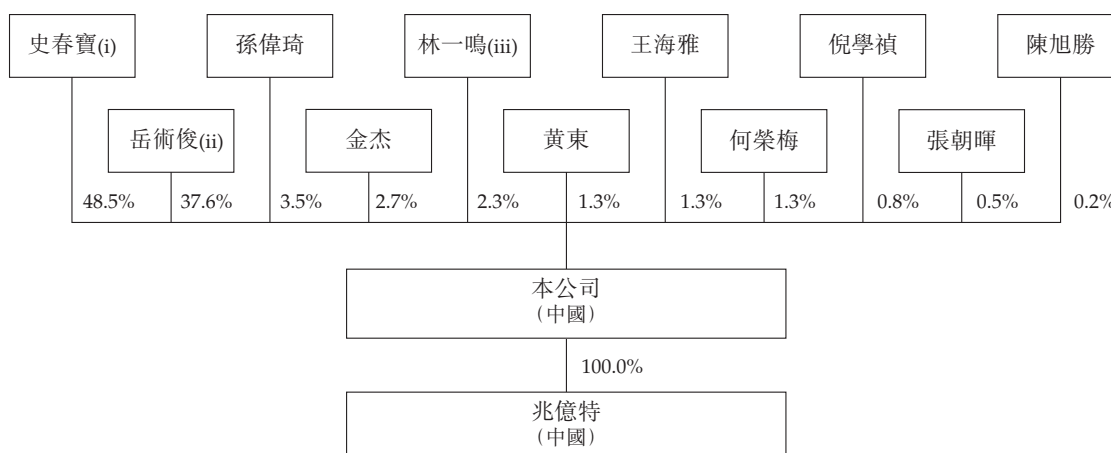 史春寶(i)
孫偉琦
林一鳴(iii)
王海雅
倪學禎
陳旭勝
岳術俊(ii)
金杰
黃東
何榮梅
張朝暉
48.5%
37.6%
3.5%
2.7%
2.3%
1.3%
1.3%
1.3%
0.8%
0.5%
0.2%
本公司
（中國）
100.0%
兆億特
（中國）